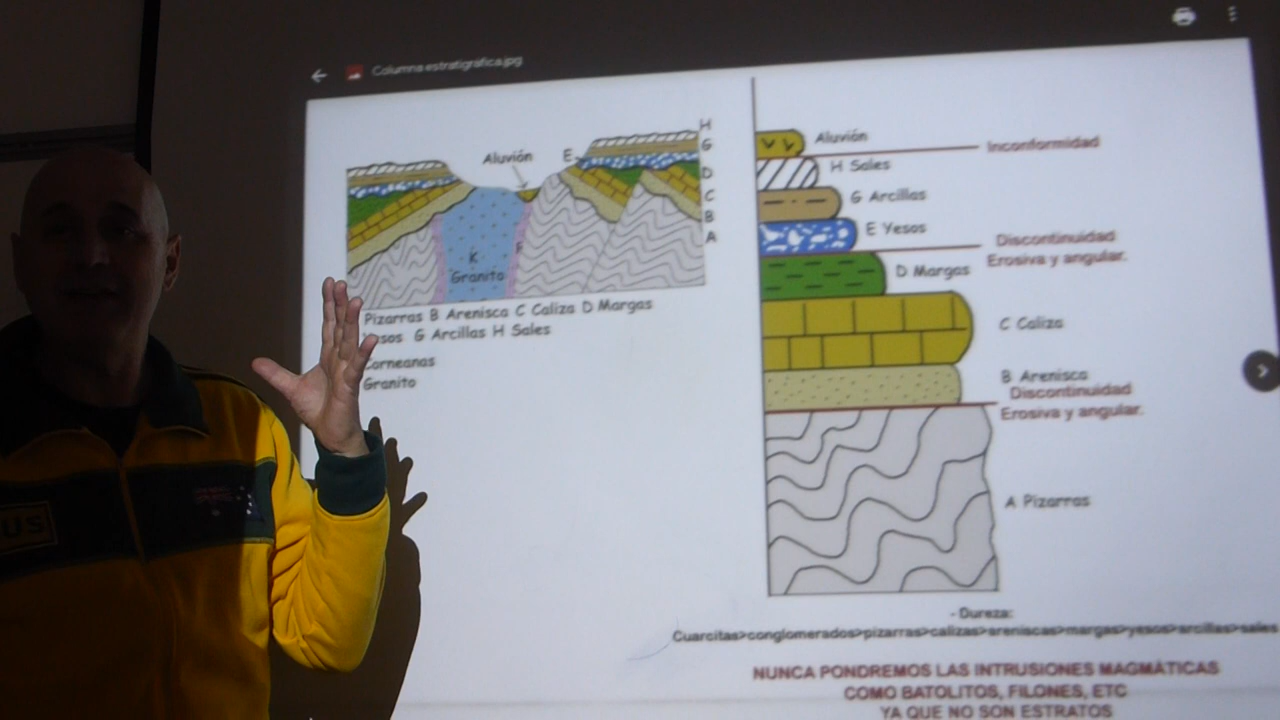 Columna estratigrafica.jpg
Aluvión
E
H
G
D
C
B
A
F
K
Granito
Pizarras B Arenisca C Caliza D Margas
G Arcillas H Sales
Corneanas
Granito
Aluvión
Inconformidad
H Sales
G Arcillas
E Yesos
Discontinuidad
Erosiva y angular.
D Margas
C Caliza
B Arenisca
Discontinuidad
Erosiva y angular.
A Pizarras
- Dureza:
Cuarcitas>conglomerados>pizarras>calizas>areniscas>margas>yesos>arcillas>sales
NUNCA PONDREMOS LAS INTRUSIONES MAGMÁTICAS
COMO BATOLITOS, FILONES, ETC
YA QUE NO SON ESTRATOS
US